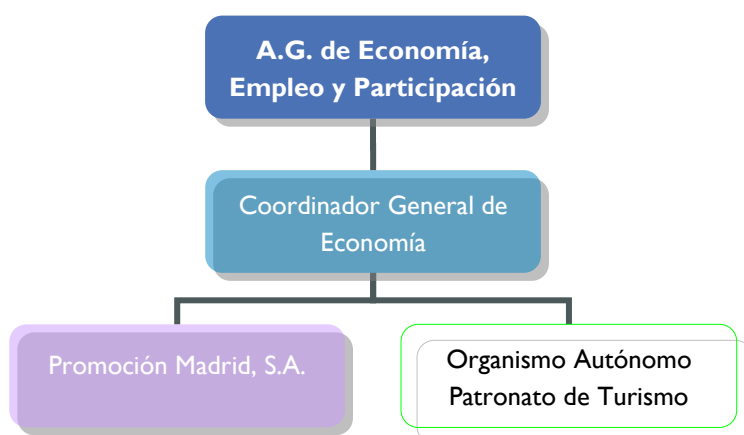 A.G. de Economía,
Empleo y Participación
Coordinador General de
Economía
Promoción Madrid, S.A.
Organismo Autónomo
Patronato de Turismo